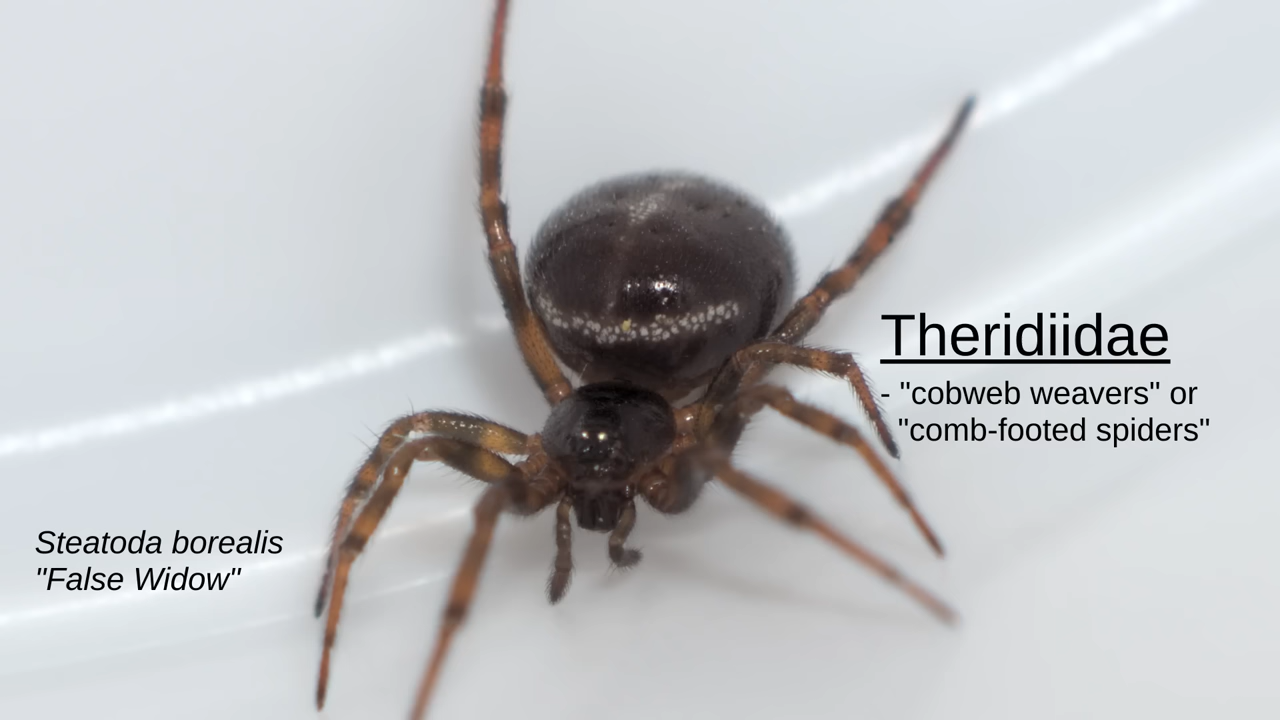 Theridiidae
- "cobweb weavers" or
"comb-footed spiders"
Steatoda borealis
"False Widow"